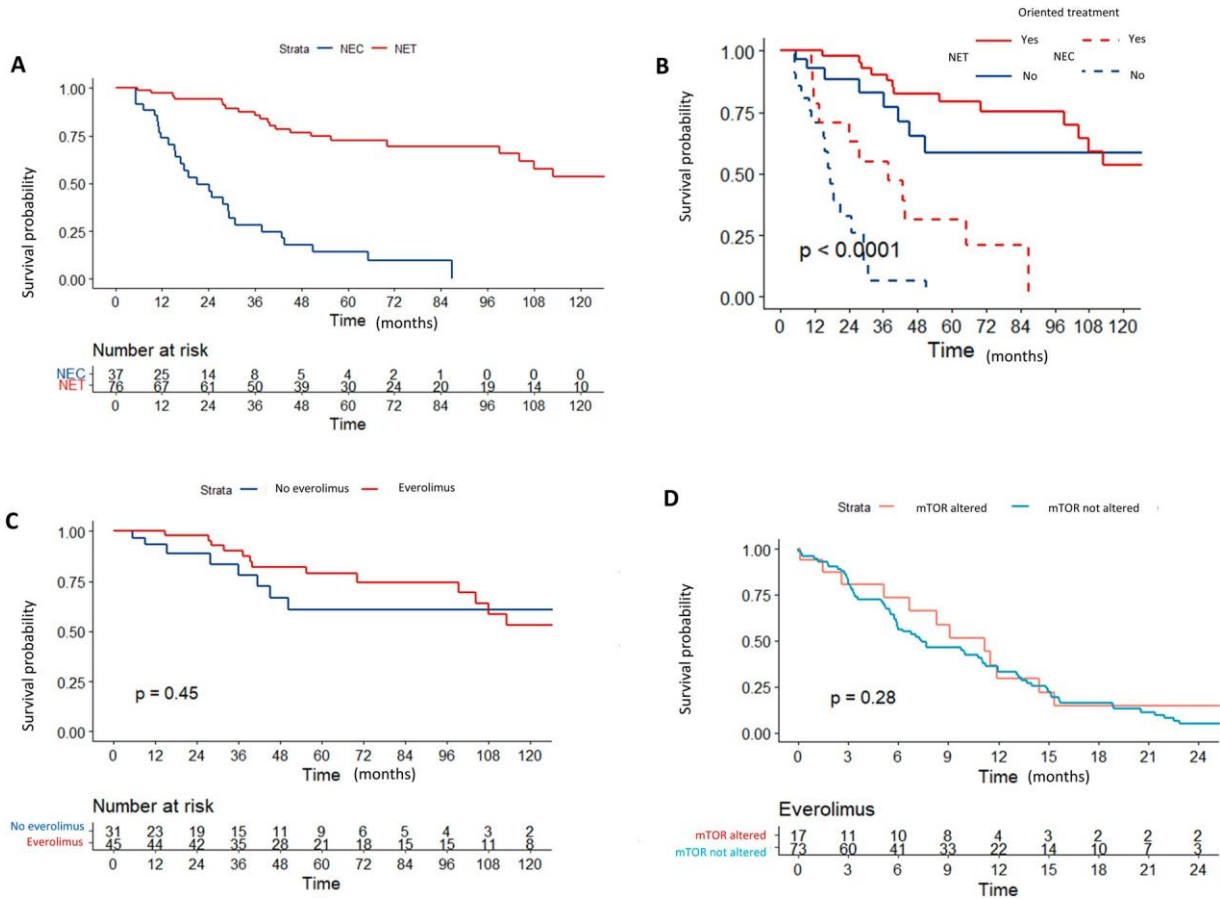 A
Strata NEC NET
Survival probability
1.00
0.75
0.50
0.25
0.00
0 12 24 36 48 60 72 84 96 108 120
Time (months)
Number at risk
NEC 37 25 14 8 5 4 2 1 0 0 0
NET 76 67 61 50 39 30 24 20 19 14 10
0 12 24 36 48 60 72 84 96 108 120
Time
B
Oriented treatment
NET Yes NEC Yes
No No
Survival probability
1.00
0.75
0.50
0.25
0.00
p < 0.0001
0 12 24 36 48 60 72 84 96 108 120
Time (months)
C
Strata No everolimus Everolimus
Survival probability
1.00
0.75
0.50
0.25
0.00
p = 0.45
0 12 24 36 48 60 72 84 96 108 120
Time (months)
Number at risk
No everolimus 31 23 19 15 11 9 6 5 4 3 2
Everolimus 45 44 42 35 28 21 18 15 15 11 8
0 12 24 36 48 60 72 84 96 108 120
Time
D
Strata mTOR altered mTOR not altered
Survival probability
1.00
0.75
0.50
0.25
0.00
p = 0.28
0 3 6 9 12 15 18 21 24
Time (months)
Everolimus
mTOR altered 17 11 10 8 4 3 2 2 2
mTOR not altered 73 60 41 33 22 14 10 7 3
0 3 6 9 12 15 18 21 24
Time